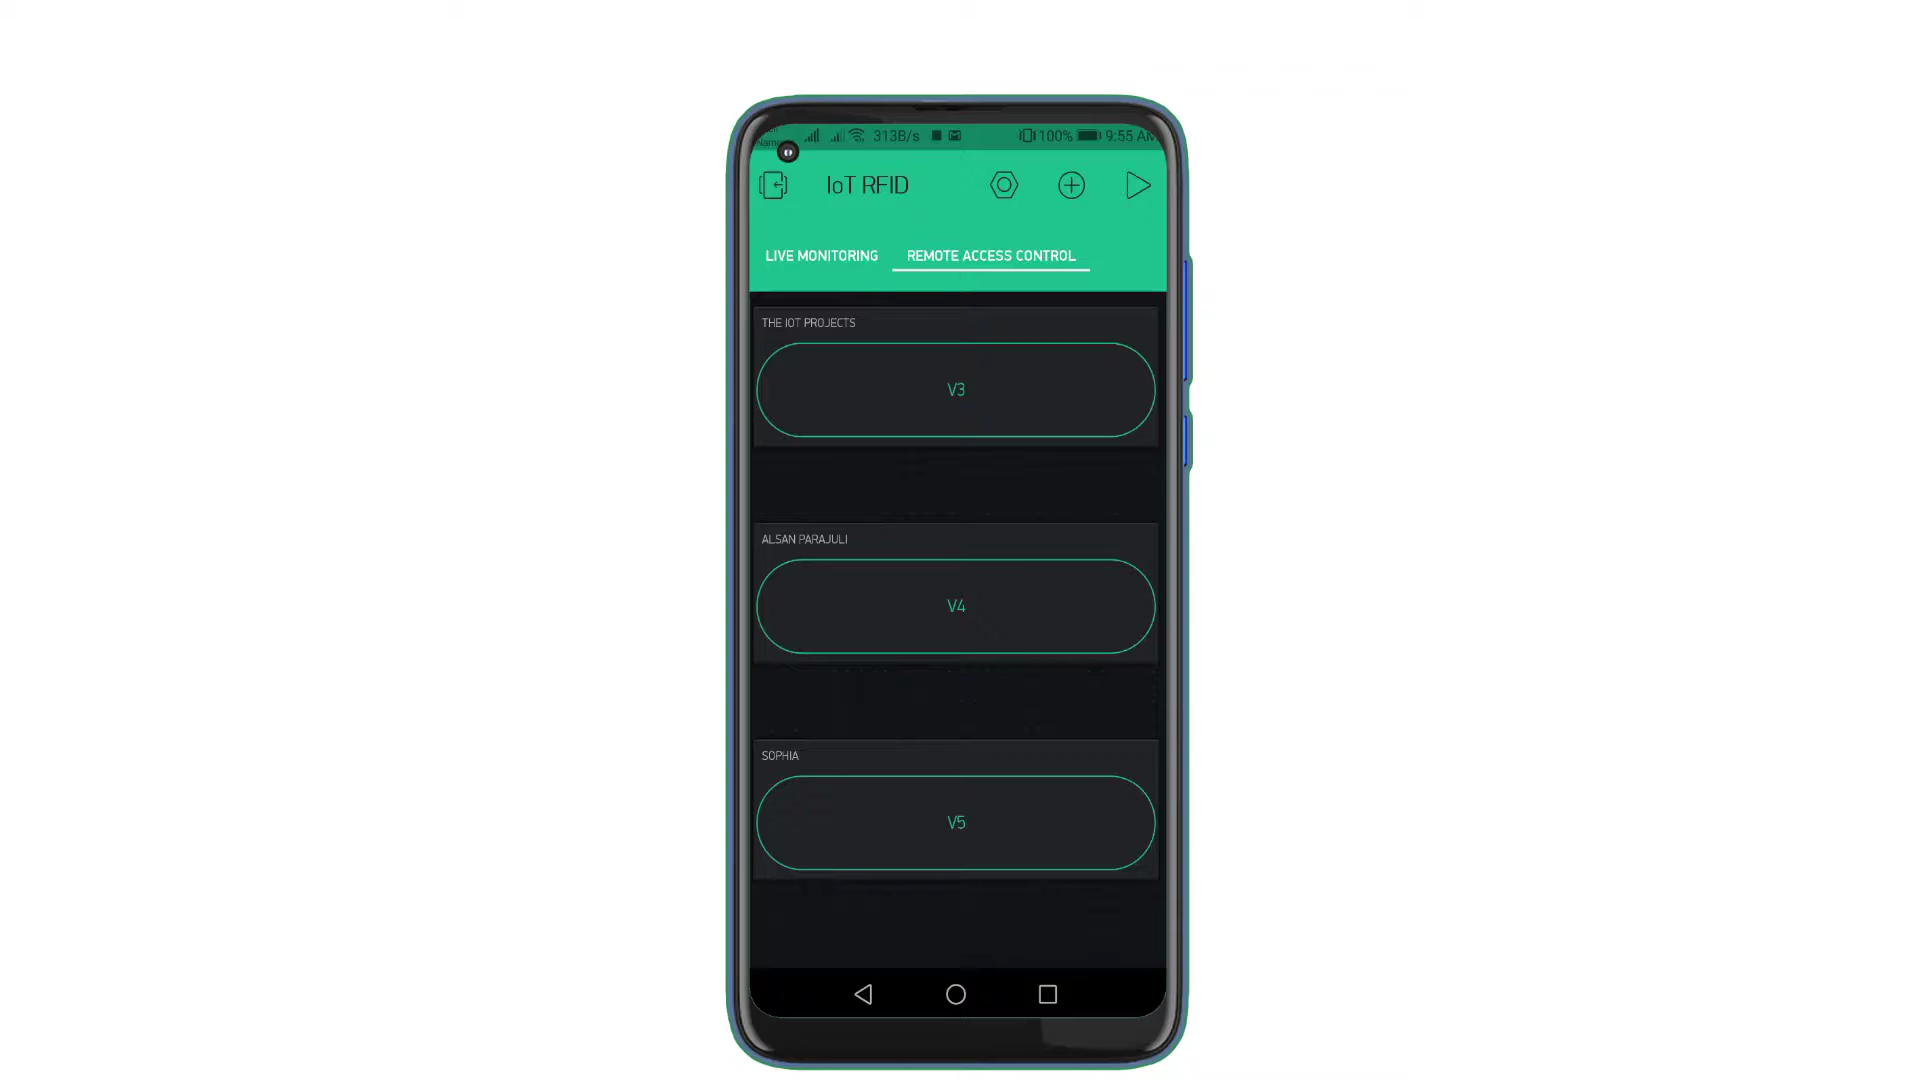 313B/s 100% 9:55 AM
IoT RFID
LIVE MONITORING REMOTE ACCESS CONTROL
THE IOT PROJECTS
V3
ALSAN PARAJULI
V4
SOPHIA
V5